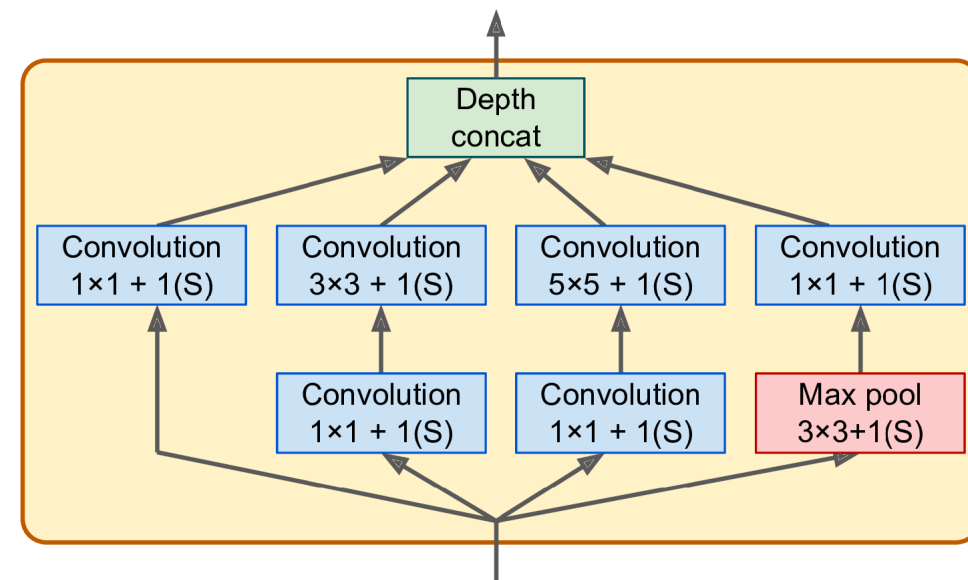 Depth
concat
Convolution
1×1 + 1(S)
Convolution
3×3 + 1(S)
Convolution
5×5 + 1(S)
Convolution
1×1 + 1(S)
Convolution
1×1 + 1(S)
Convolution
1×1 + 1(S)
Max pool
3×3+1(S)